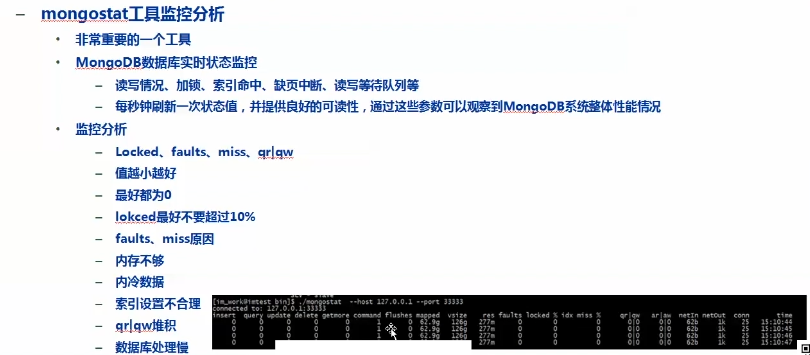 – mongostat工具监控分析
• 非常重要的一个工具
• MongoDB数据库实时状态监控
– 读写情况、加锁、索引命中、缺页中断、读写等待队列等
– 每秒钟刷新一次状态值，并提供良好的可读性，通过这些参数可以观察到MongoDB系统整体性能情况
• 监控分析
– Locked、faults、miss、qr|qw
– 值越小越好
– 最好都为0
– lokced最好不要超过10%
– faults、miss原因
– 内存不够
– 内冷数据
– 索引设置不合理
– qr|qw堆积
– 数据库处理慢
[im_work@imtest bin]$ ./mongostat --host 127.0.0.1 --port 33333
connected to: 127.0.0.1:33333
insert query update delete getmore command flushes mapped vsize res faults locked % idx miss % qr|qw ar|aw netIn netOut conn time
0 0 0 0 0 1 0 62.9g 126g 277m 0 0 0 0|0 0|0 62b 1k 25 15:10:44
0 0 0 0 0 1 0 62.9g 126g 277m 0 0 0 0|0 0|0 62b 1k 25 15:10:45
0 0 0 0 0 1 0 62.9g 126g 277m 0 0 0 0|0 0|0 62b 1k 25 15:10:46
277m 0 0 0 0|0 0|0 62b 1k 25 15:10:47